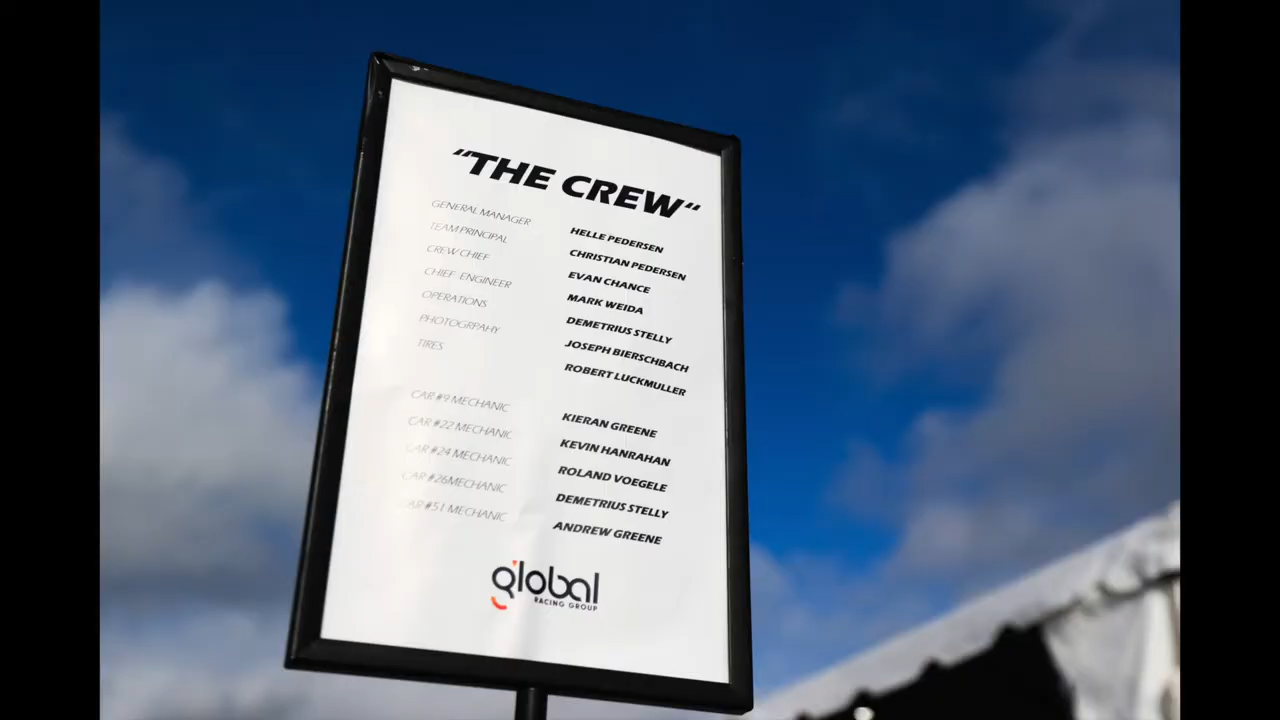 “THE CREW“
GENERAL MANAGER HELLE PEDERSEN
TEAM PRINCIPAL CHRISTIAN PEDERSEN
CREW CHIEF EVAN CHANCE
CHIEF ENGINEER MARK WEIDA
OPERATIONS DEMETRIUS STELLY
PHOTOGRPAHY JOSEPH BIERSCHBACH
TIRES ROBERT LUCKMULLER
CAR #9 MECHANIC KIERAN GREENE
CAR #22 MECHANIC KEVIN HANRAHAN
CAR #24 MECHANIC ROLAND VOEGELE
CAR #26MECHANIC DEMETRIUS STELLY
CAR #51 MECHANIC ANDREW GREENE
global
RACING GROUP